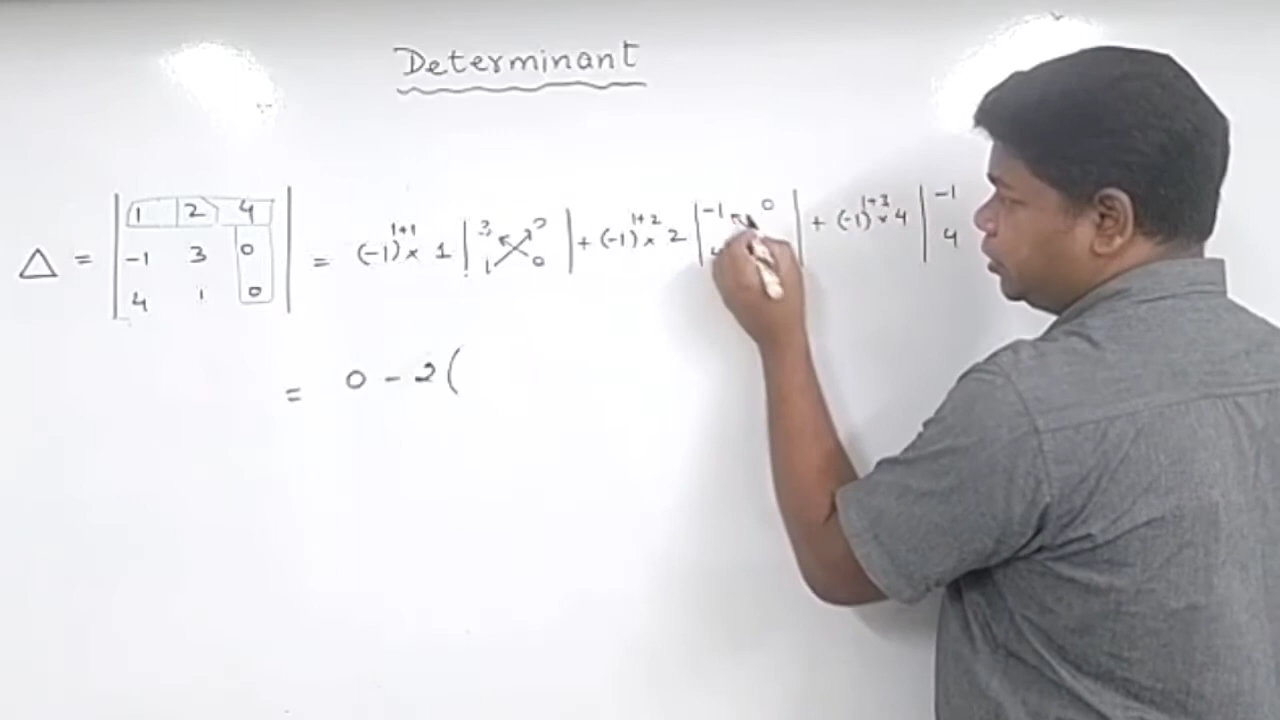 Determinant
1 2 4
Δ = | -1 3 0 | = (-1)^{1+1} × 1 | 3 0 | + (-1)^{1+2} × 2 | -1 0 | + (-1)^{1+3} × 4 | -1
4 1 0 | 1 0 | 4 | 4
= 0 - 2 (